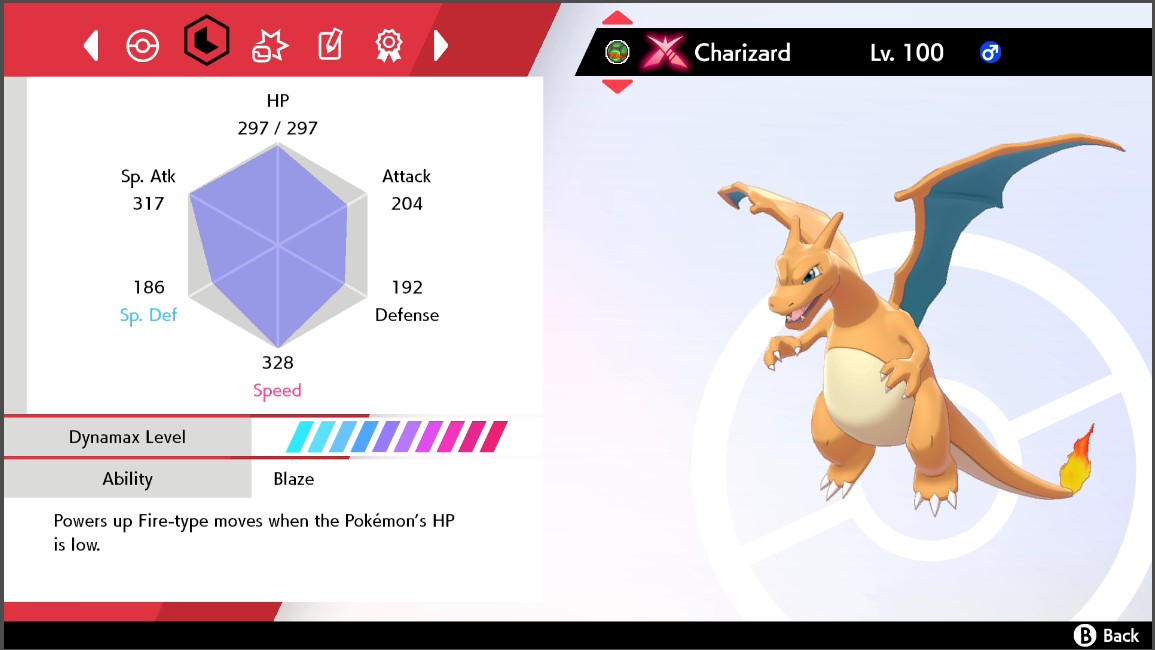 Charizard
Lv. 100
HP
297 / 297
Sp. Atk
317
Attack
204
186
Sp. Def
192
Defense
328
Speed
Dynamax Level
Ability
Blaze
Powers up Fire-type moves when the Pokémon's HP
is low.
B Back